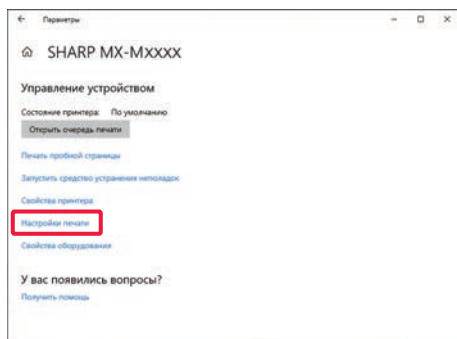 Параметры
SHARP MX-MXXXX
Управление устройством
Состояние принтера: По умолчанию
Открыть очередь печати
Печать пробной страницы
Запустить средство устранения неполадок
Свойства принтера
Настройки печати
Свойства оборудования
У вас появились вопросы?
Получить помощь